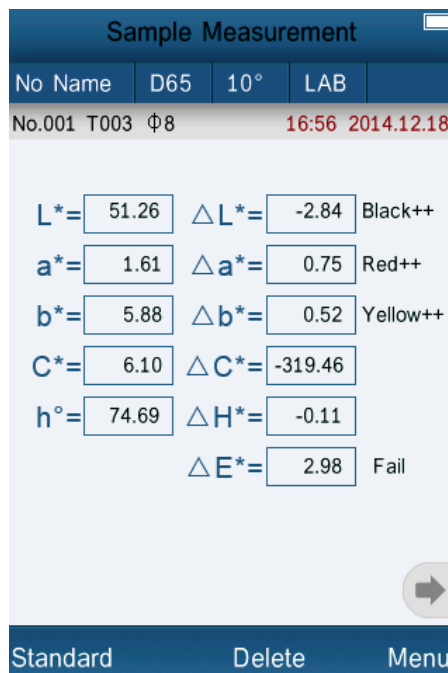 Sample Measurement
No Name D65 10° LAB
No.001 T003 Φ8 16:56 2014.12.18
L*= 51.26 △L*= -2.84 Black++
a*= 1.61 △a*= 0.75 Red++
b*= 5.88 △b*= 0.52 Yellow++
C*= 6.10 △C*= -319.46
h°= 74.69 △H*= -0.11
△E*= 2.98 Fail
Standard Delete Menu